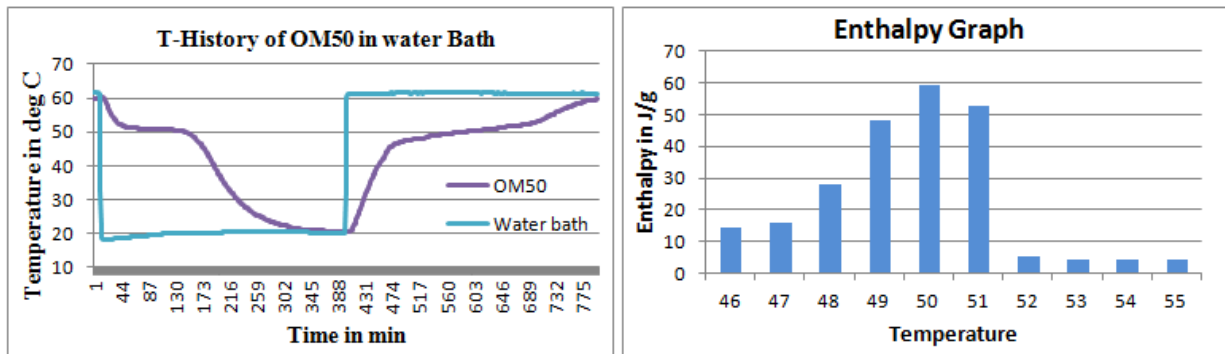 T-History of OM50 in water Bath
Temperature in deg C
70
60
50
40
30
20
10
OM50
Water bath
1 44 87 130 173 216 259 302 345 388 431 474 517 560 603 646 689 732 775
Time in min
Enthalpy Graph
Enthalpy in J/g
70
60
50
40
30
20
10
0
46 47 48 49 50 51 52 53 54 55
Temperature